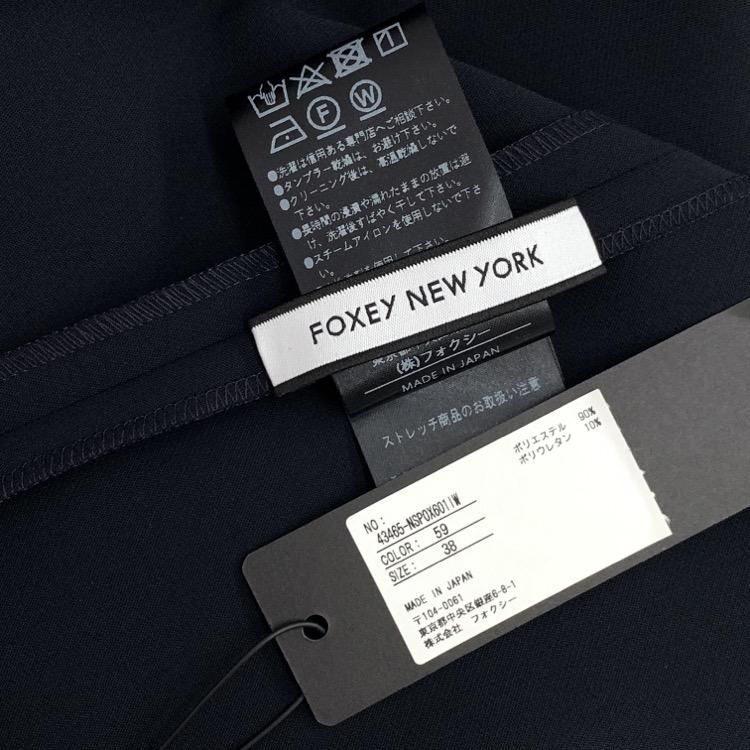 F W
●洗濯は信用ある専門店へご相談下さい。
●タンブラー乾燥は、お避け下さい。
●クリーニング後は、高温乾燥しないで
下さい。
●長時間の浸漬や濡れたままの放置は避
け、洗濯後すばやく干して下さい。
●スチームアイロンを使用しないで下
FOXEY NEW YORK
(株)フォクシー
MADE IN JAPAN
ストレッチ商品のお取扱い注意
ポリエステル 90%
ポリウレタン 10%
NO:
43465-NSPOX601IW
COLOR: 59
SIZE: 38
MADE IN JAPAN
〒104-0061
東京都中央区銀座6-8-1
株式会社 フォクシー